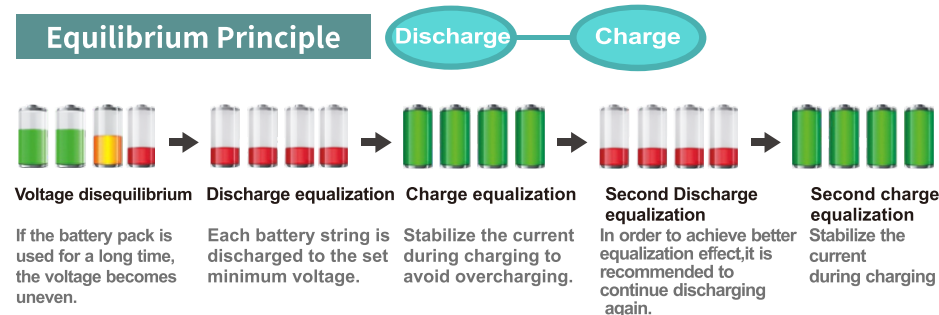 Equilibrium Principle
Discharge
Charge
Voltage disequilibrium
If the battery pack is
used for a long time,
the voltage becomes
uneven.
Discharge equalization
Each battery string is
discharged to the set
minimum voltage.
Charge equalization
Stabilize the current
during charging to
avoid overcharging.
Second Discharge
equalization
In order to achieve better
equalization effect,it is
recommended to
continue discharging
again.
Second charge
equalization
Stabilize the
current
during charging